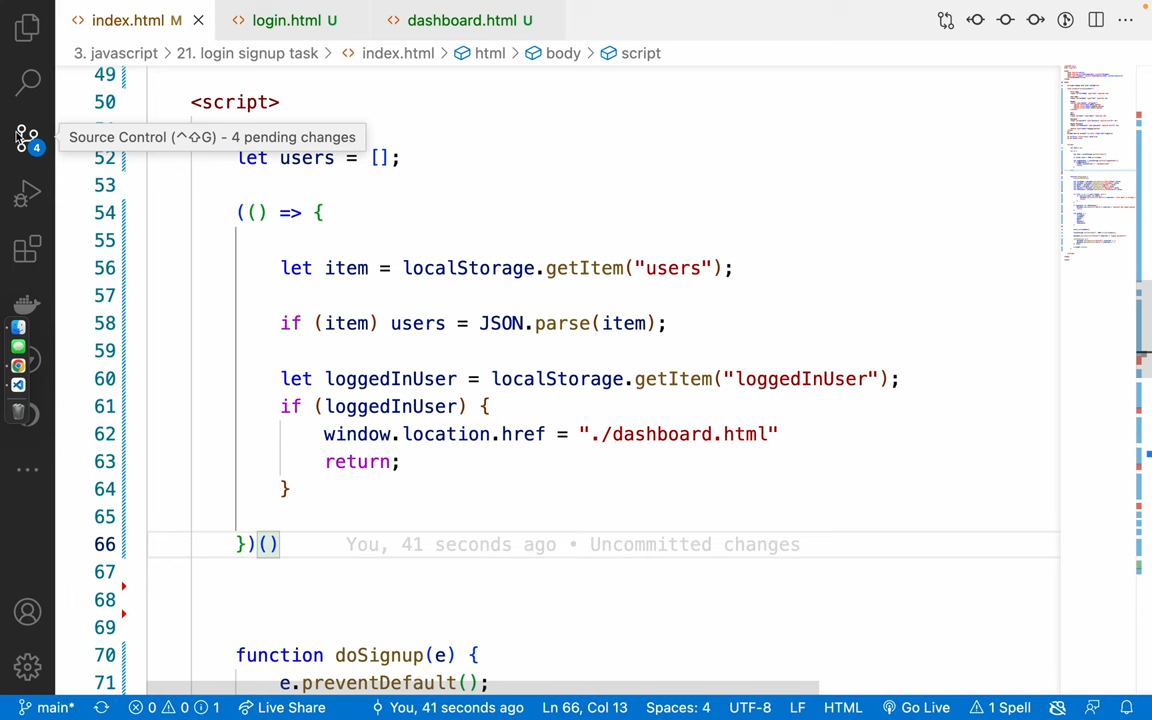 index.html M
login.html U
dashboard.html U
3. javascript > 21. login signup task > index.html > html > body > script
49
50 <script>
Source Control (^⇧G) - 4 pending changes
4
52 let users = [];
53
54 (() => {
55
56 let item = localStorage.getItem("users");
57
58 if (item) users = JSON.parse(item);
59
60 let loggedInUser = localStorage.getItem("loggedInUser");
61 if (loggedInUser) {
62 window.location.href = "./dashboard.html"
63 return;
64 }
65
66 })() You, 41 seconds ago • Uncommitted changes
67
68
69
70 function doSignup(e) {
71 e.preventDefault();
main* 0 0 1 Live Share You, 41 seconds ago Ln 66, Col 13 Spaces: 4 UTF-8 LF HTML Go Live 1 Spell